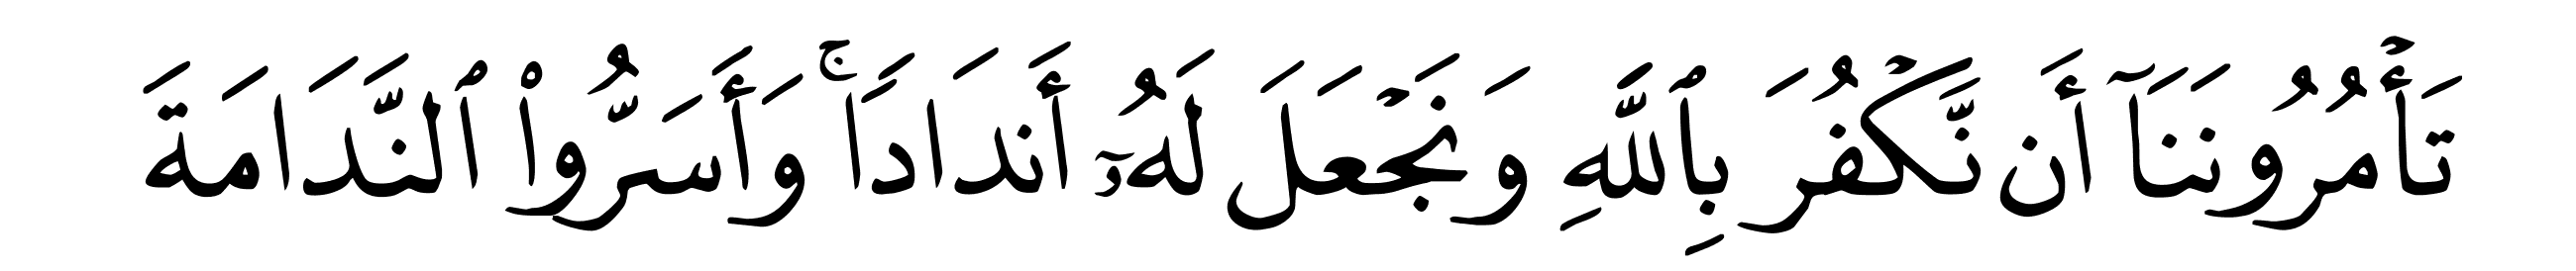 تَأۡمُرُونَنَآ أَن نَّكۡفُرَ بِٱللَّهِ وَنَجۡعَلَ لَهُۥٓ أَندَادٗاۚ وَأَسَرُّواْ ٱلنَّدَامَةَ